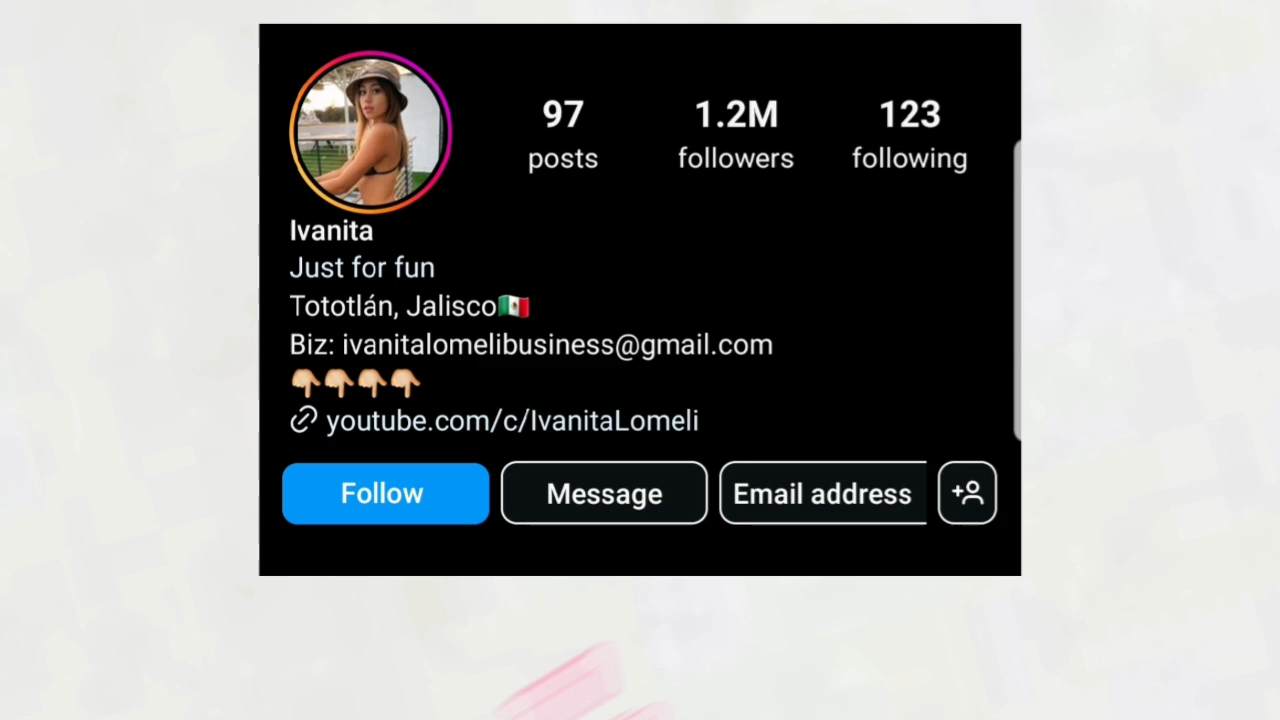 97 1.2M 123
posts followers following
Ivanita
Just for fun
Tototlán, Jalisco🇲🇽
Biz: ivanitalomelibusiness@gmail.com
👇🏼👇🏼👇🏼👇🏼
youtube.com/c/IvanitaLomeli
Follow Message Email address